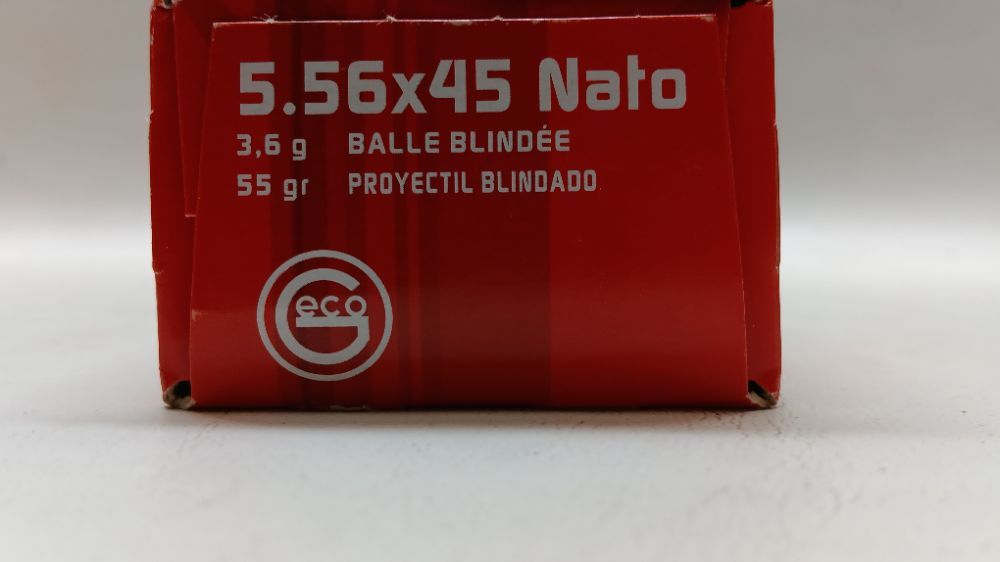 5.56x45 Nato
3,6 g BALLE BLINDÉE
55 gr PROYECTIL BLINDADO
Geco